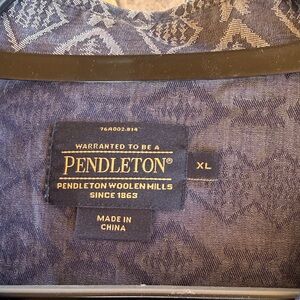 76A002.814
WARRANTED TO BE A
PENDLETON®
XL
PENDLETON WOOLEN MILLS
SINCE 1863
MADE IN
CHINA